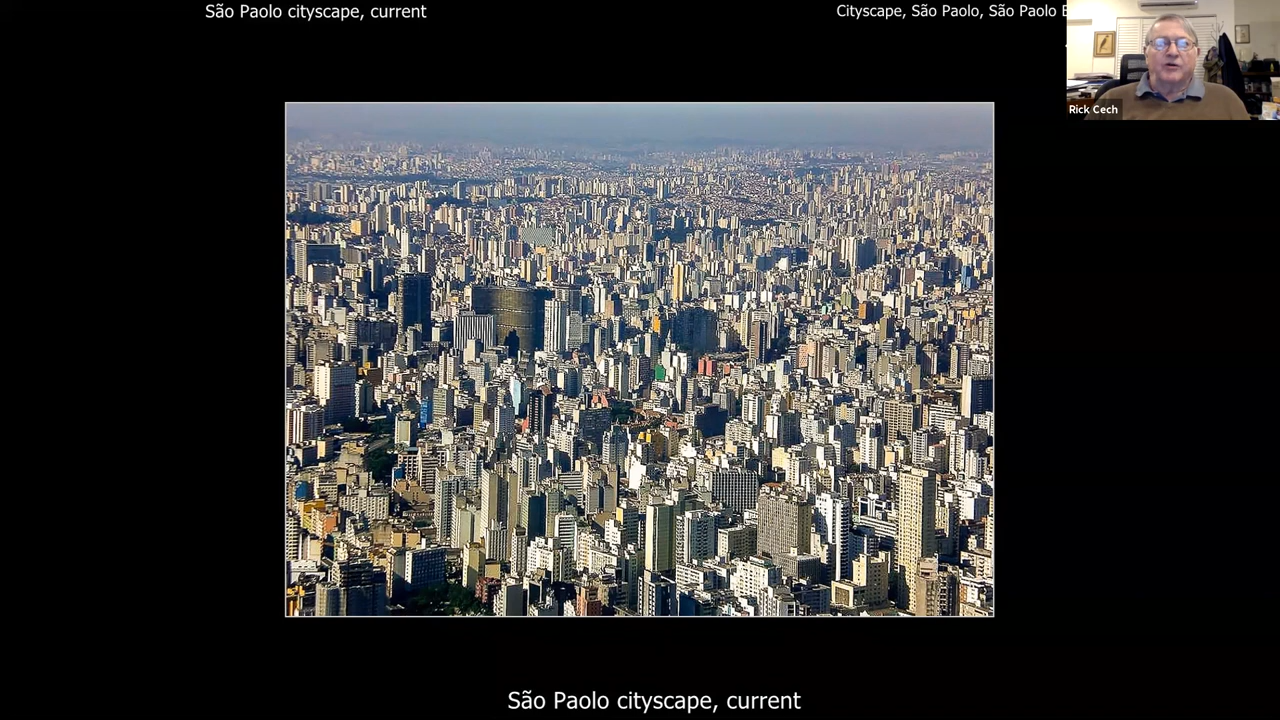 São Paolo cityscape, current
Cityscape, São Paolo, São Paolo
Rick Cech
São Paolo cityscape, current